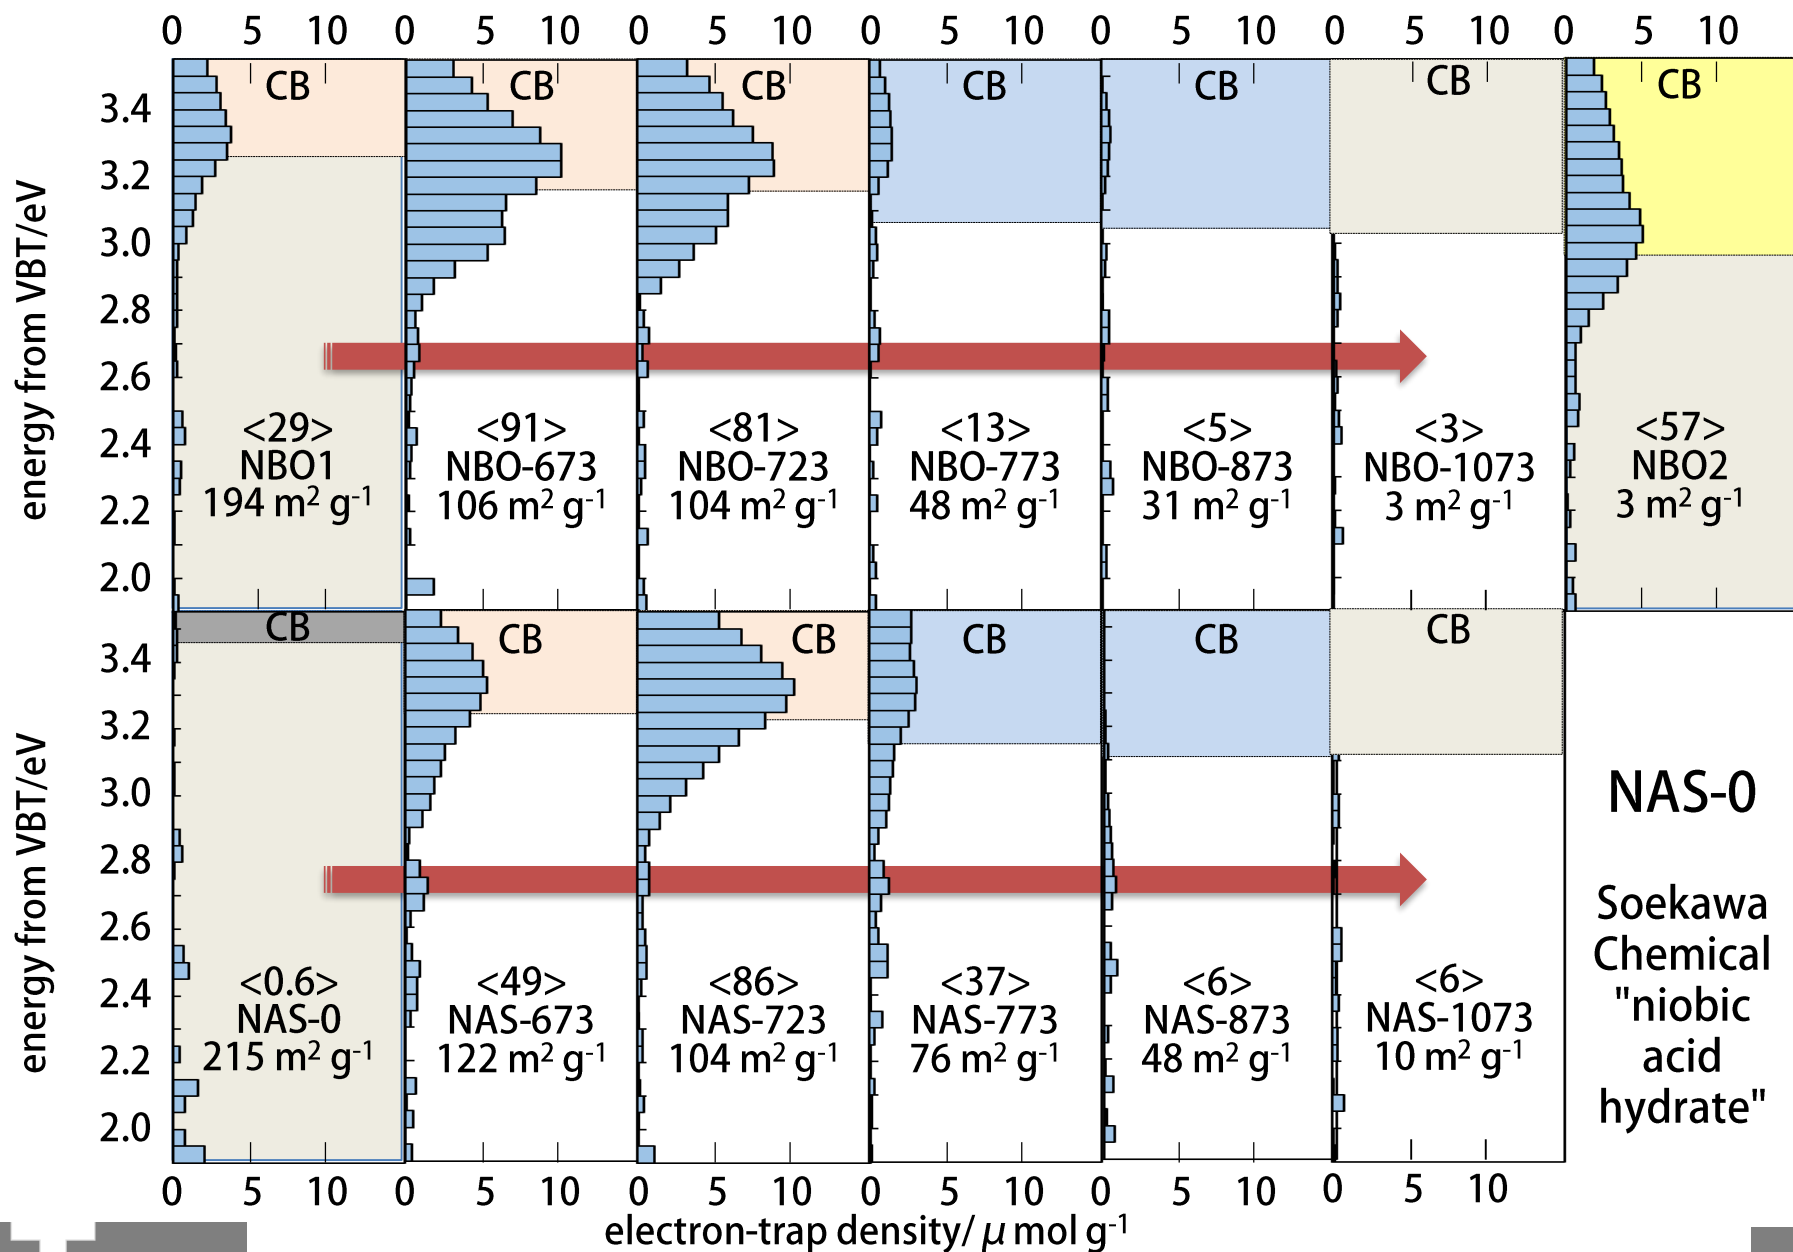 0 5 10 0 5 10 0 5 10 0 5 10 0 5 10 0 5 10 0 5 10
CB CB CB CB CB CB CB
energy from VBT/eV
3.4
3.2
3.0
2.8
2.6
2.4
2.2
2.0
<29>
NBO1
194 m² g⁻¹
<91>
NBO-673
106 m² g⁻¹
<81>
NBO-723
104 m² g⁻¹
<13>
NBO-773
48 m² g⁻¹
<5>
NBO-873
31 m² g⁻¹
<3>
NBO-1073
3 m² g⁻¹
<57>
NBO2
3 m² g⁻¹
CB CB CB CB CB CB
energy from VBT/eV
3.4
3.2
3.0
2.8
2.6
2.4
2.2
2.0
<0.6>
NAS-0
215 m² g⁻¹
<49>
NAS-673
122 m² g⁻¹
<86>
NAS-723
104 m² g⁻¹
<37>
NAS-773
76 m² g⁻¹
<6>
NAS-873
48 m² g⁻¹
<6>
NAS-1073
10 m² g⁻¹
NAS-0
Soekawa
Chemical
"niobic
acid
hydrate"
0 5 10 0 5 10 0 5 10 0 5 10 0 5 10 0 5 10
electron-trap density/ μ mol g⁻¹